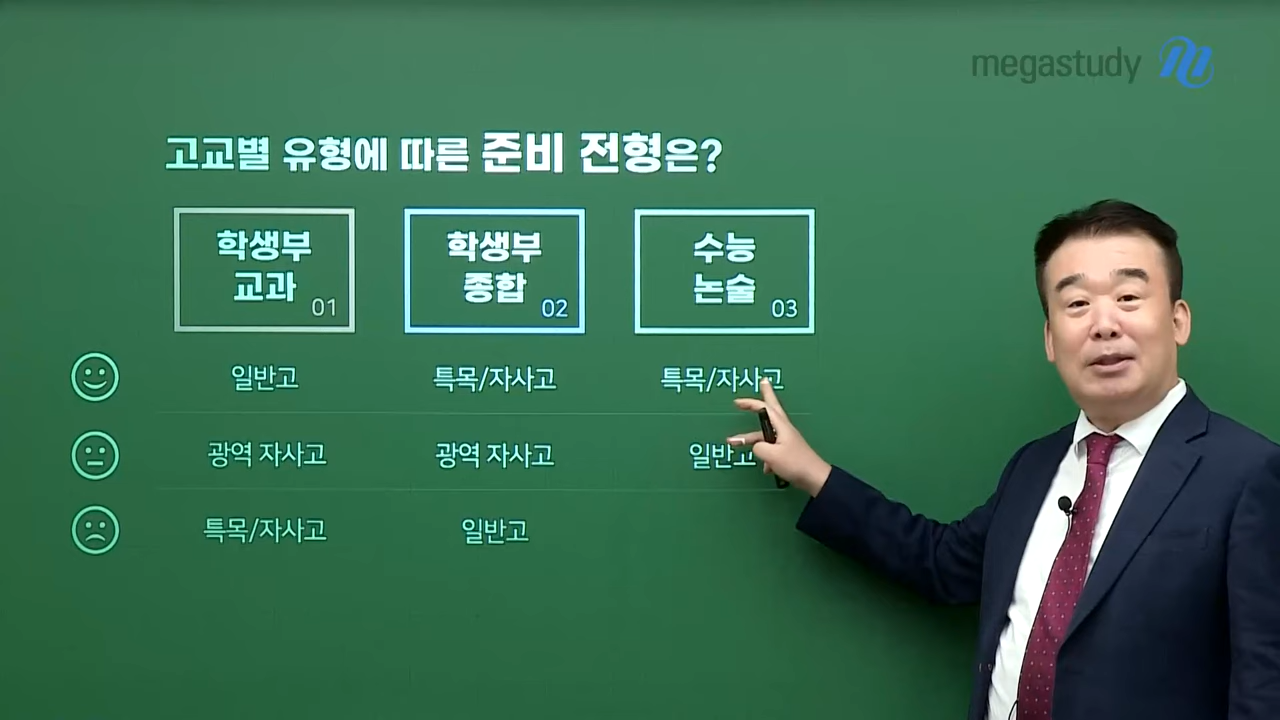 megastudy
고교별 유형에 따른 준비 전형은?
학생부
교과
01
학생부
종합
02
수능
논술
03
일반고
특목/자사고
특목/자사고
광역 자사고
광역 자사고
일반고
특목/자사고
일반고